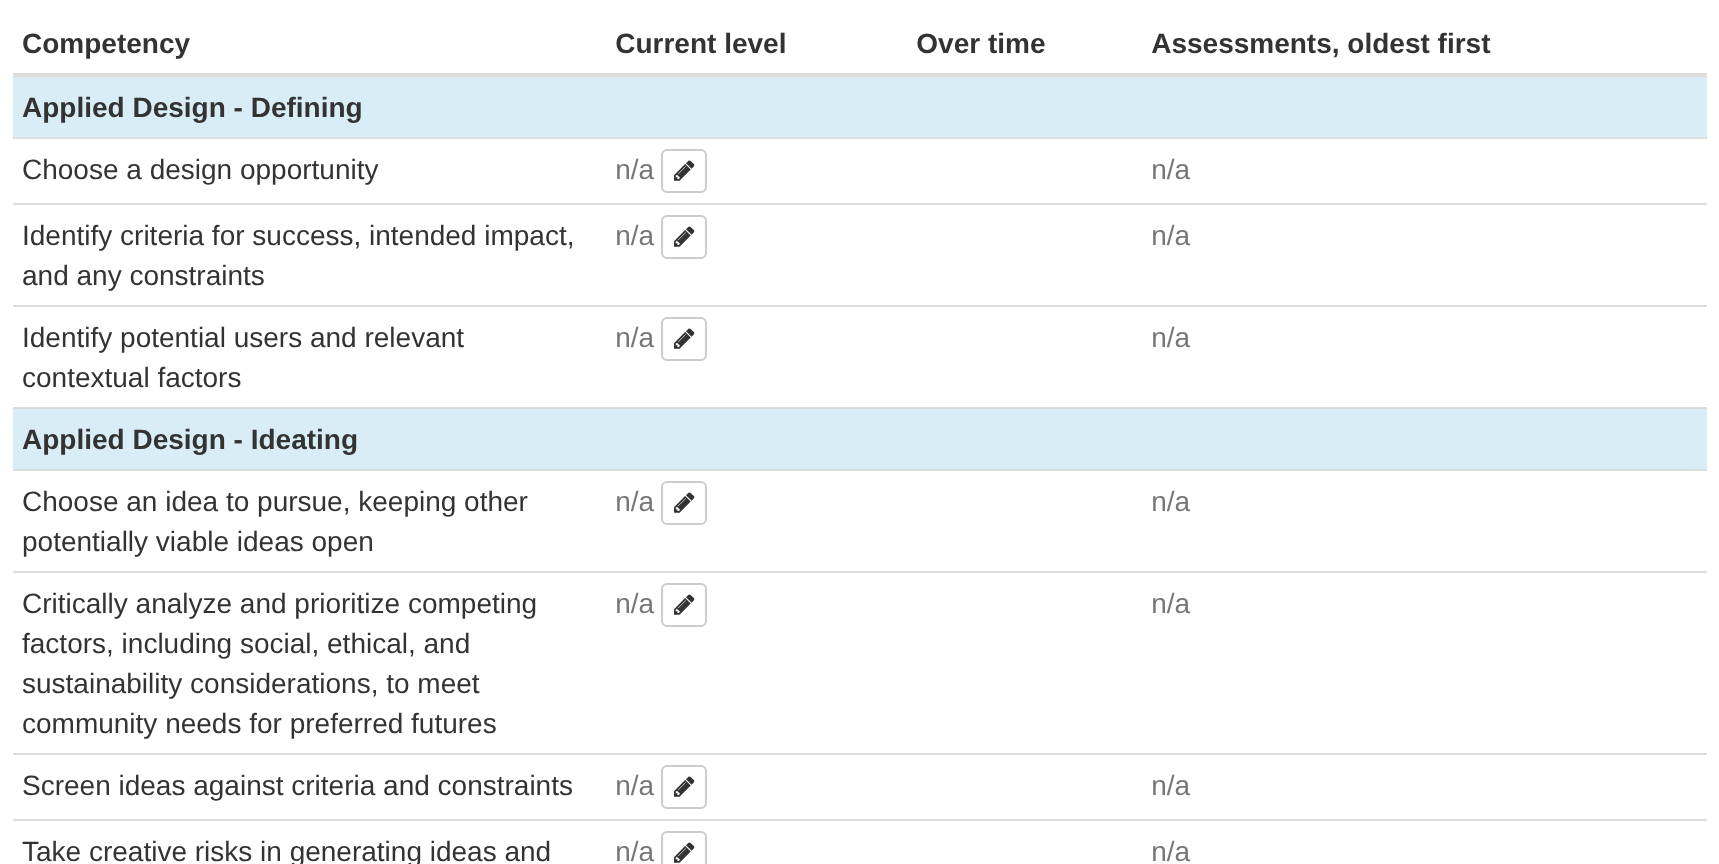 Competency Current level Over time Assessments, oldest first
Applied Design - Defining
Choose a design opportunity n/a n/a
Identify criteria for success, intended impact, n/a n/a
and any constraints
Identify potential users and relevant n/a n/a
contextual factors
Applied Design - Ideating
Choose an idea to pursue, keeping other n/a n/a
potentially viable ideas open
Critically analyze and prioritize competing n/a n/a
factors, including social, ethical, and
sustainability considerations, to meet
community needs for preferred futures
Screen ideas against criteria and constraints n/a n/a
Take creative risks in generating ideas and n/a n/a